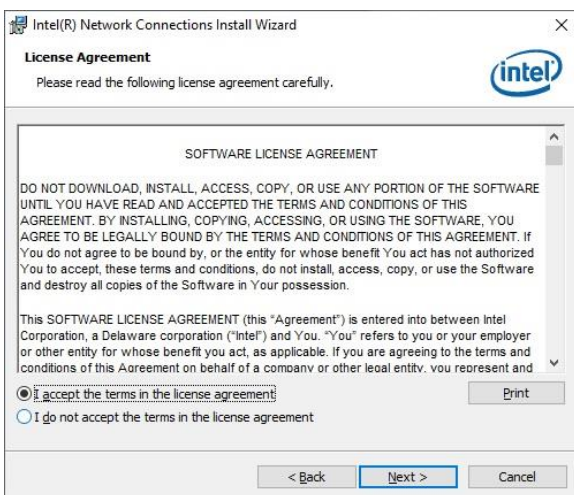 Intel(R) Network Connections Install Wizard
License Agreement
Please read the following license agreement carefully.
intel
SOFTWARE LICENSE AGREEMENT
DO NOT DOWNLOAD, INSTALL, ACCESS, COPY, OR USE ANY PORTION OF THE SOFTWARE
UNTIL YOU HAVE READ AND ACCEPTED THE TERMS AND CONDITIONS OF THIS
AGREEMENT. BY INSTALLING, COPYING, ACCESSING, OR USING THE SOFTWARE, YOU
AGREE TO BE LEGALLY BOUND BY THE TERMS AND CONDITIONS OF THIS AGREEMENT. If
You do not agree to be bound by, or the entity for whose benefit You act has not authorized
You to accept, these terms and conditions, do not install, access, copy, or use the Software
and destroy all copies of the Software in Your possession.
This SOFTWARE LICENSE AGREEMENT (this “Agreement”) is entered into between Intel
Corporation, a Delaware corporation (“Intel”) and You. “You” refers to you or your employer
or other entity for whose benefit you act, as applicable. If you are agreeing to the terms and
conditions of this Agreement on behalf of a company or other legal entity, you represent and
I accept the terms in the license agreement
Print
I do not accept the terms in the license agreement
< Back
Next >
Cancel